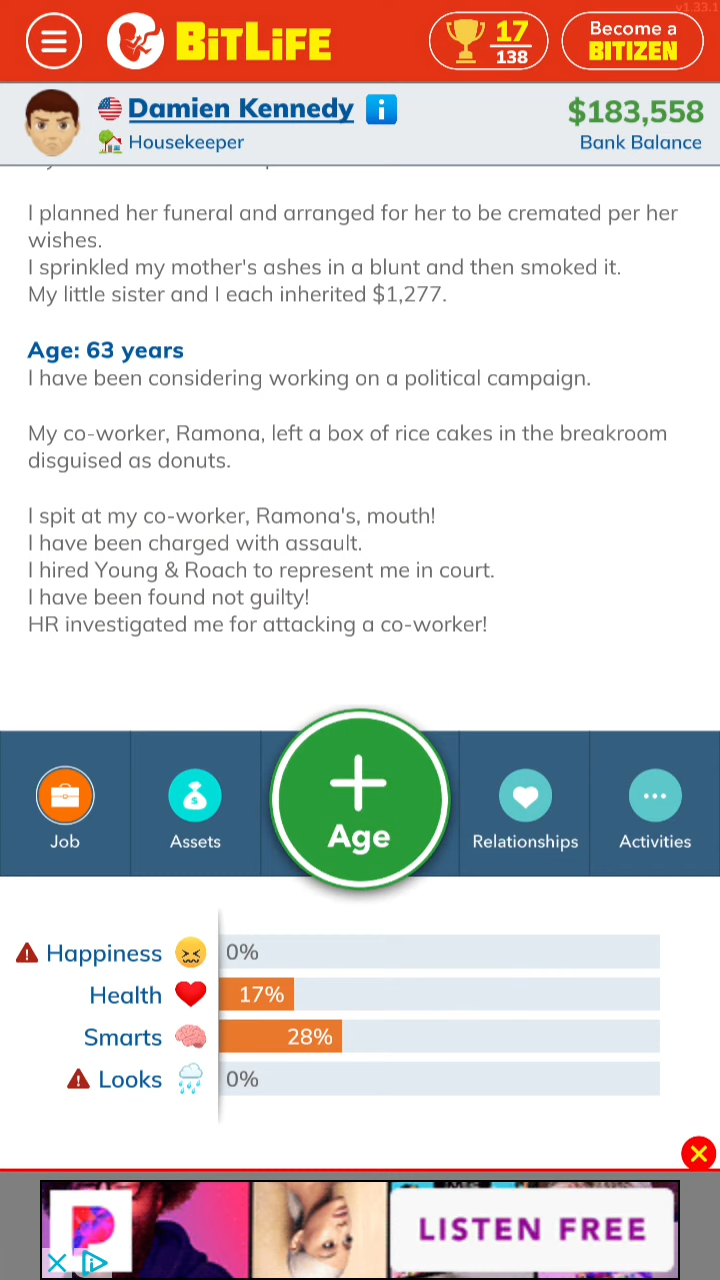 v1.33.1
BiTLiFE
17
138
Become a
BITIZEN
Damien Kennedy
$183,558
Housekeeper
Bank Balance
I planned her funeral and arranged for her to be cremated per her
wishes.
I sprinkled my mother's ashes in a blunt and then smoked it.
My little sister and I each inherited $1,277.
Age: 63 years
I have been considering working on a political campaign.
My co-worker, Ramona, left a box of rice cakes in the breakroom
disguised as donuts.
I spit at my co-worker, Ramona's, mouth!
I have been charged with assault.
I hired Young & Roach to represent me in court.
I have been found not guilty!
HR investigated me for attacking a co-worker!
Job
Assets
Age
Relationships
Activities
Happiness 0%
Health 17%
Smarts 28%
Looks 0%
LISTEN FREE